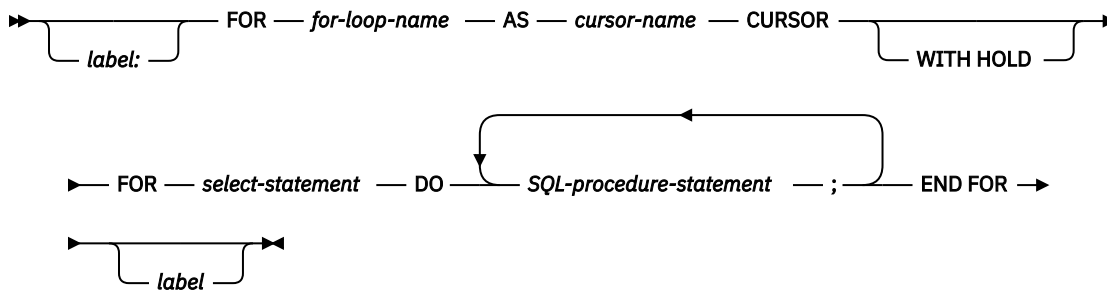 FOR for-loop-name AS cursor-name CURSOR
label: WITH HOLD
FOR select-statement DO SQL-procedure-statement ; END FOR
label